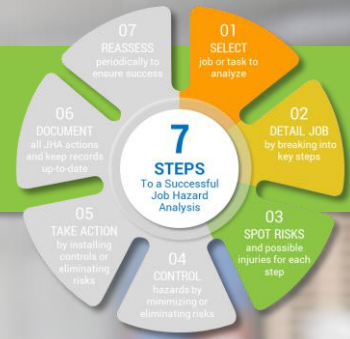 7
STEPS
To a Successful
Job Hazard
Analysis
01
SELECT
job or task to
analyze
02
DETAIL JOB
by breaking into
key steps
03
SPOT RISKS
and possible
injuries for each
step
04
CONTROL
hazards by
minimizing or
eliminating risks
05
TAKE ACTION
by installing
controls or
eliminating
risks
06
DOCUMENT
all JHA actions
and keep records
up-to-date
07
REASSESS
periodically to
ensure success